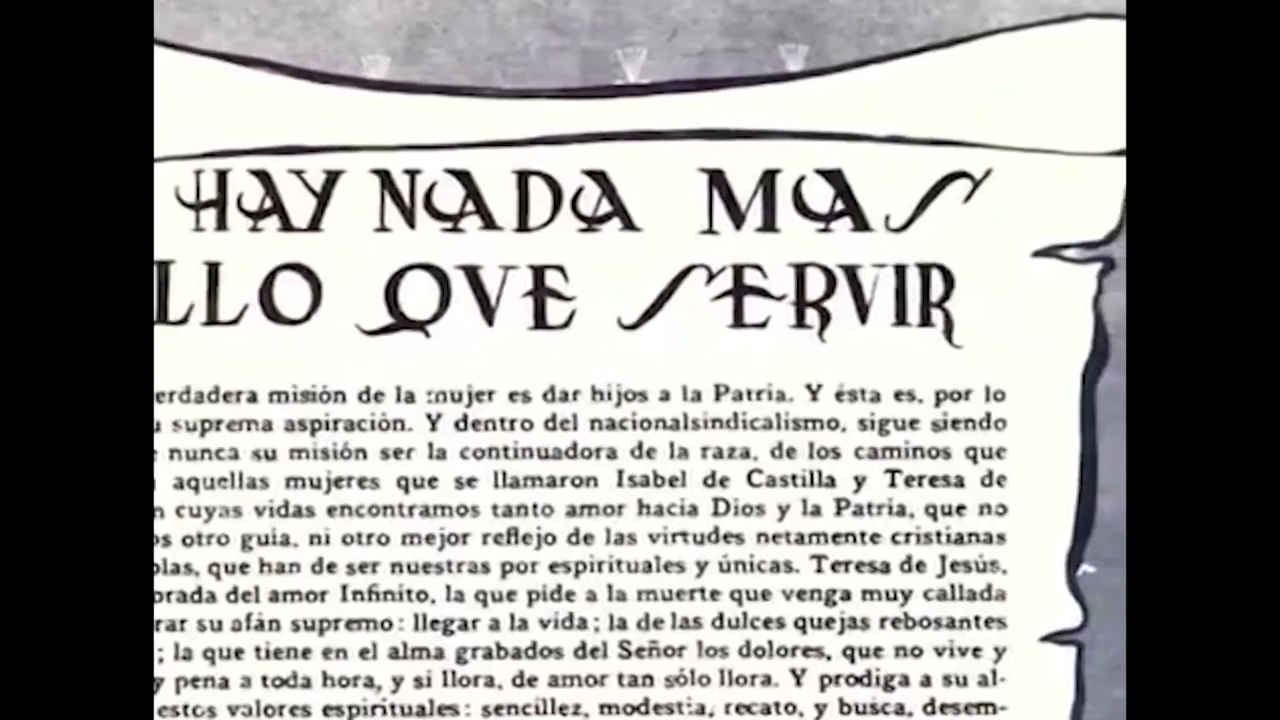 HAY NADA MAS
LLO QVE SERVIR
erdadera misión de la mujer es dar hijos a la Patria. Y ésta es, por lo
suprema aspiración. Y dentro del nacionalsindicalismo, sigue siendo
nunca su misión ser la continuadora de la raza, de los caminos que
aquellas mujeres que se llamaron Isabel de Castilla y Teresa de
n cuyas vidas encontramos tanto amor hacia Dios y la Patria, que no
os otro guía, ni otro mejor reflejo de las virtudes netamente cristianas
olas, que han de ser nuestras por espirituales y únicas. Teresa de Jesús,
orada del amor Infinito, la que pide a la muerte que venga muy callada
rar su afán supremo: llegar a la vida; la de las dulces quejas rebosantes
; la que tiene en el alma grabados del Señor los dolores, que no vive y
y pena a toda hora, y si llora, de amor tan sólo llora. Y prodiga a su al-
estos valores espirituales: sencillez, modestia, recato, y busca, desem-